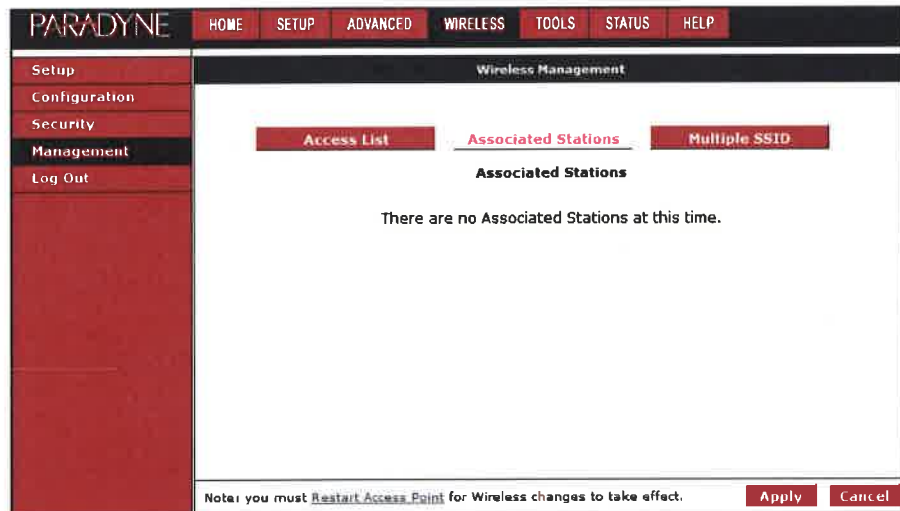 PARADYNE HOME SETUP ADVANCED WIRELESS TOOLS STATUS HELP
Setup
Configuration
Security
Management
Log Out
Wireless Management
Access List Associated Stations Multiple SSID
Associated Stations
There are no Associated Stations at this time.
Note: you must Restart Access Point for Wireless changes to take effect. Apply Cancel